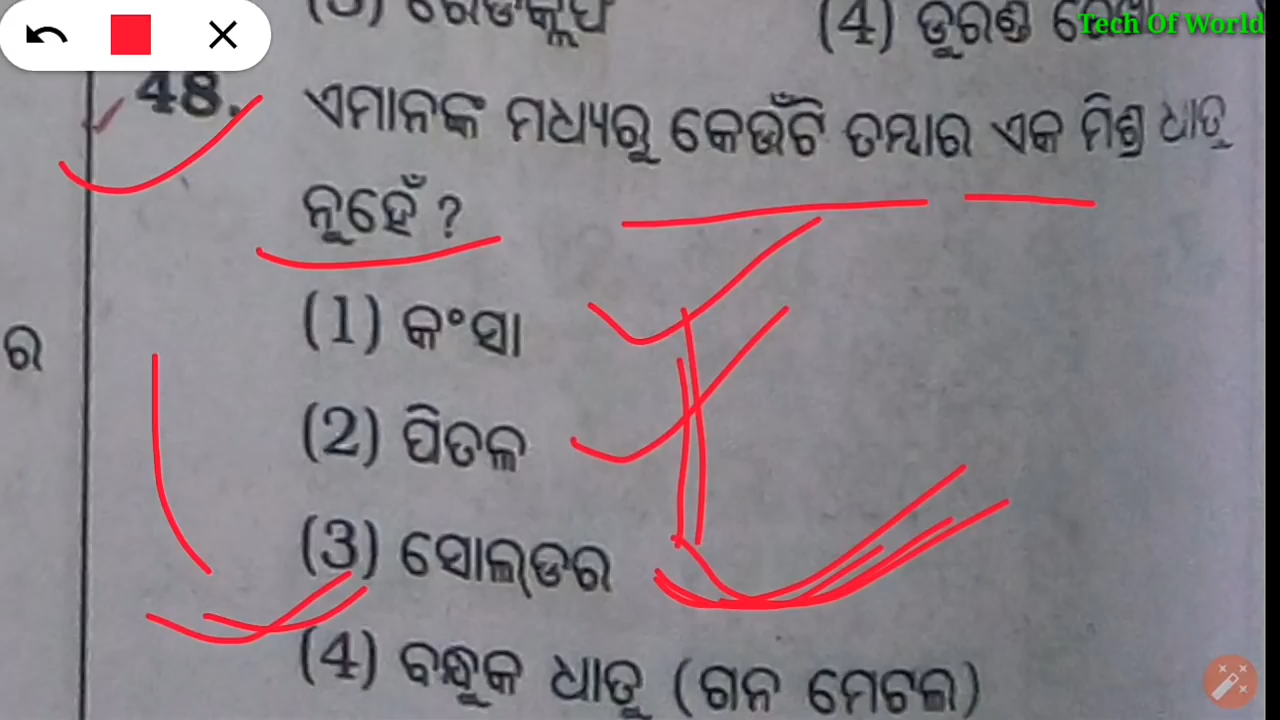 (4) ଡୁରଣ୍ଡ
Tech Of World
48. ଏମାନଙ୍କ ମଧ୍ୟରୁ କେଉଁଟି ତମ୍ବାର ଏକ ମିଶ୍ର ଧାତୁ
ନୁହେଁ ?
(1) କଂସା
(2) ପିତଳ
ର
(3) ସୋଲ୍‌ଡର
(4) ବନ୍ଧୁକ ଧାତୁ (ଗନ ମେଟଲ)